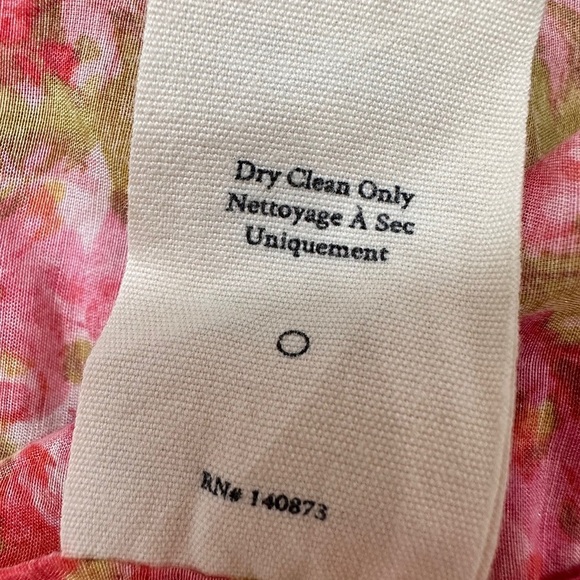 Dry Clean Only
Nettoyage À Sec
Uniquement
RN# 140873